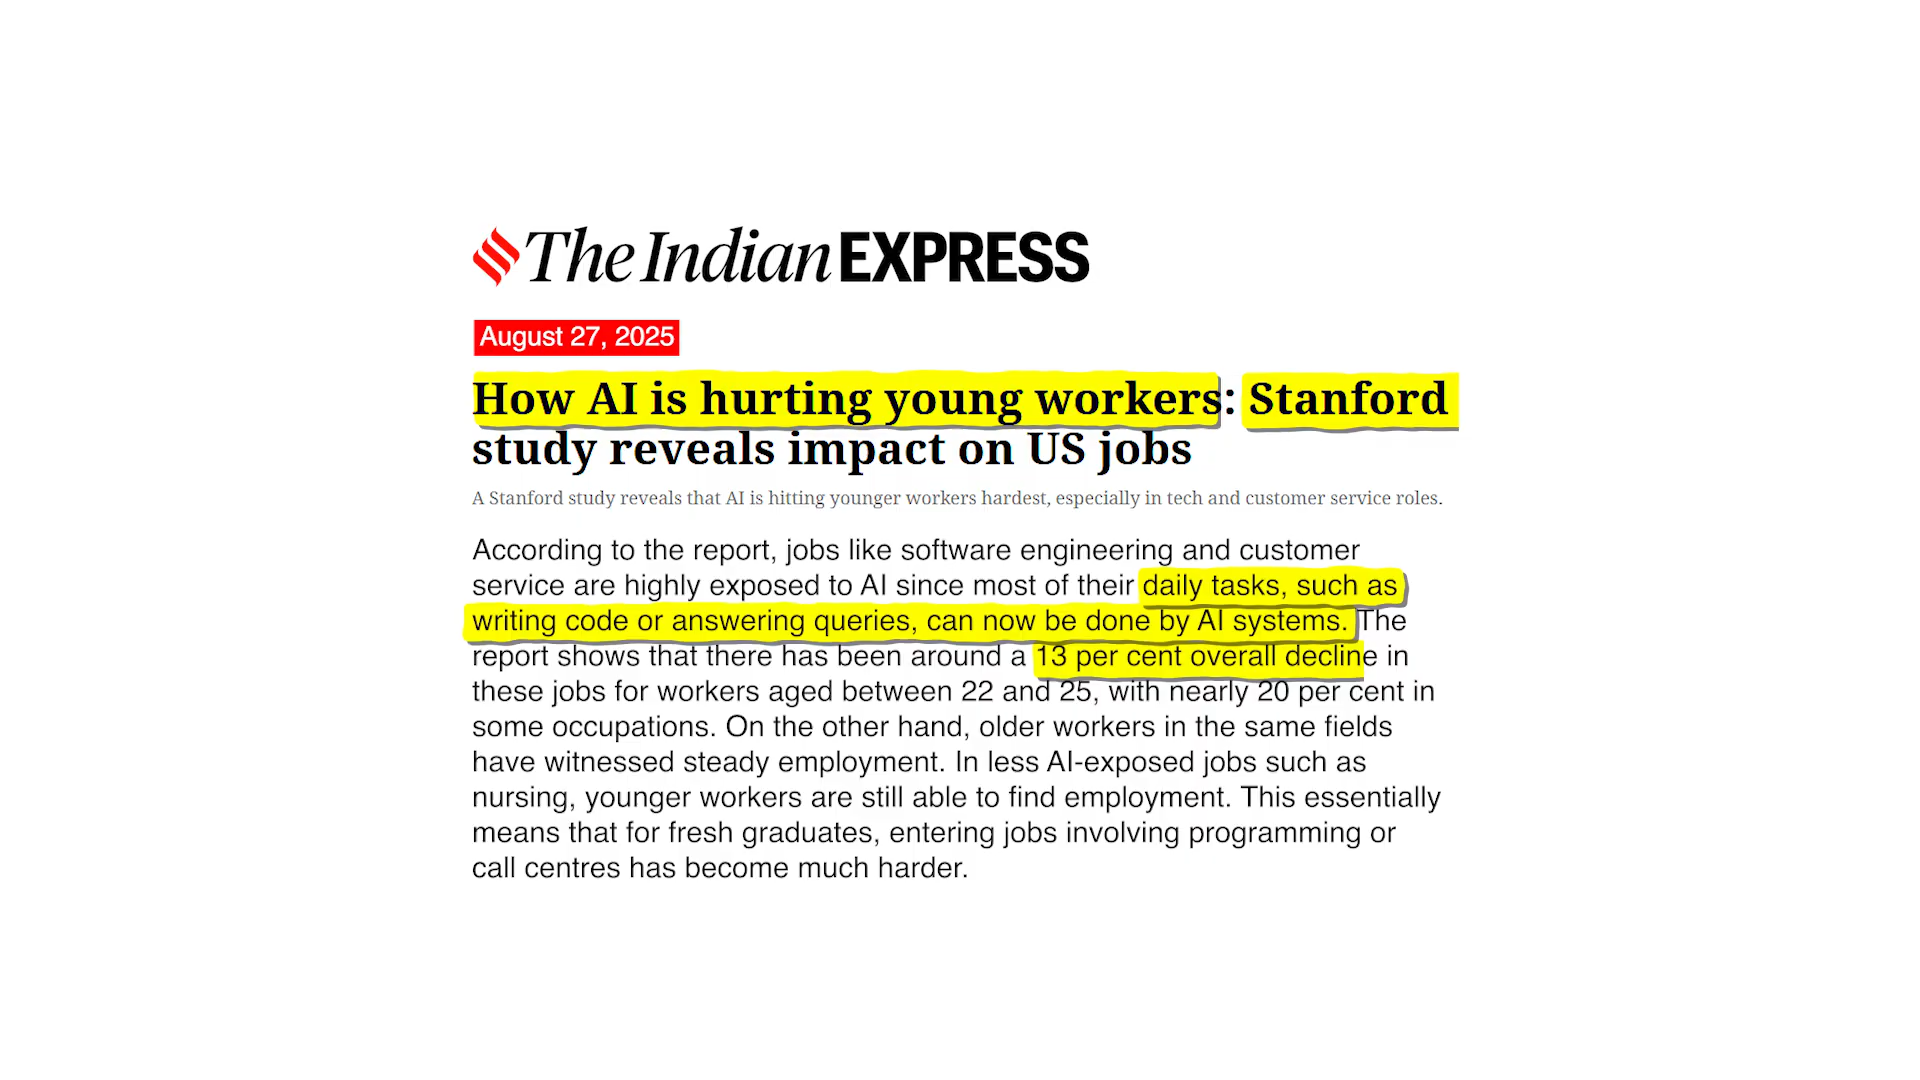 The Indian EXPRESS
August 27, 2025
How AI is hurting young workers: Stanford
study reveals impact on US jobs
A Stanford study reveals that AI is hitting younger workers hardest, especially in tech and customer service roles.
According to the report, jobs like software engineering and customer
service are highly exposed to AI since most of their daily tasks, such as
writing code or answering queries, can now be done by AI systems. The
report shows that there has been around a 13 per cent overall decline in
these jobs for workers aged between 22 and 25, with nearly 20 per cent in
some occupations. On the other hand, older workers in the same fields
have witnessed steady employment. In less AI-exposed jobs such as
nursing, younger workers are still able to find employment. This essentially
means that for fresh graduates, entering jobs involving programming or
call centres has become much harder.